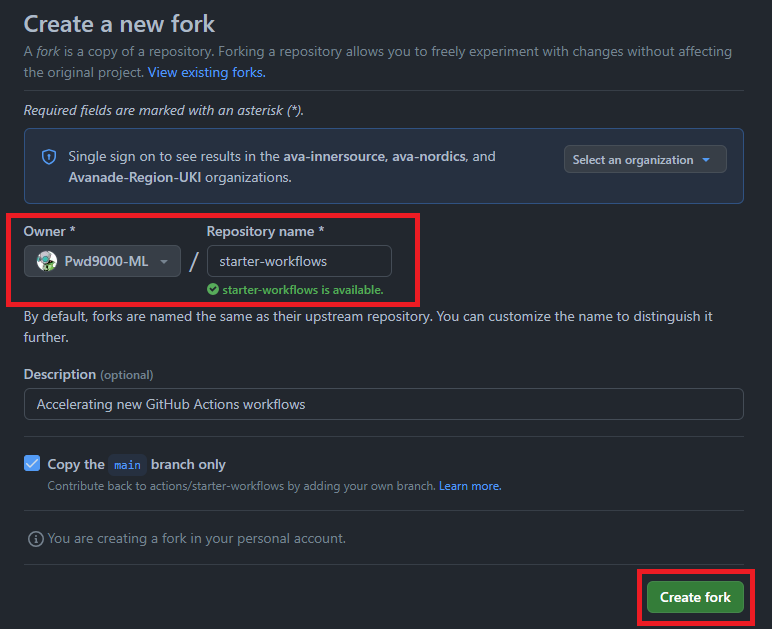 Create a new fork
A fork is a copy of a repository. Forking a repository allows you to freely experiment with changes without affecting
the original project. View existing forks.
Required fields are marked with an asterisk (*).
Single sign on to see results in the ava-innersource, ava-nordics, and
Avanade-Region-UKI organizations.
Select an organization
Owner *
Repository name *
Pwd9000-ML
/
starter-workflows
starter-workflows is available.
By default, forks are named the same as their upstream repository. You can customize the name to distinguish it
further.
Description (optional)
Accelerating new GitHub Actions workflows
Copy the main branch only
Contribute back to actions/starter-workflows by adding your own branch. Learn more.
You are creating a fork in your personal account.
Create fork